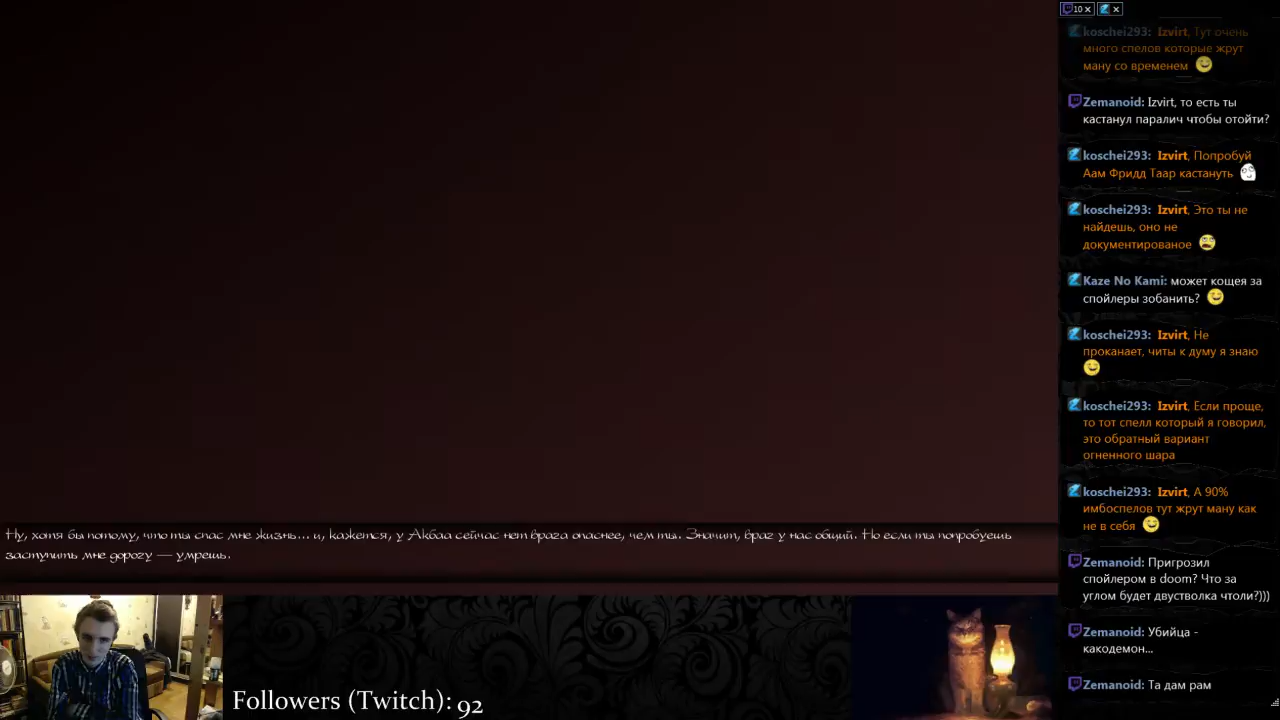 10
koschei293: Izvirt, Тут очень
много спелов которые жрут
ману со временем
Zemanoid: Izvirt, то есть ты
кастанул паралич чтобы отойти?
koschei293: Izvirt, Попробуй
Аам Фридд Таар кастануть
koschei293: Izvirt, Это ты не
найдешь, оно не
документированое
Kaze No Kami: может кощея за
спойлеры зобанить?
koschei293: Izvirt, Не
проканает, читы к думу я знаю
koschei293: Izvirt, Если проще,
то тот спелл который я говорил,
это обратный вариант
огненного шара
koschei293: Izvirt, А 90%
имбоспелов тут жрут ману как
не в себя
Zemanoid: Пригрозил
спойлером в doom? Что за
углом будет двустволка чтоли?)))
Zemanoid: Убийца -
какодемон...
Zemanoid: Та дам рам
Ну, хотя бы потому, что ты спас мне жизнь... и, кажется, у Акбаа сейчас нет врага опаснее, чем ты. Значит, враг у нас общий. Но если ты попробуешь
заступить мне дорогу — умрешь.
Followers (Twitch): 92